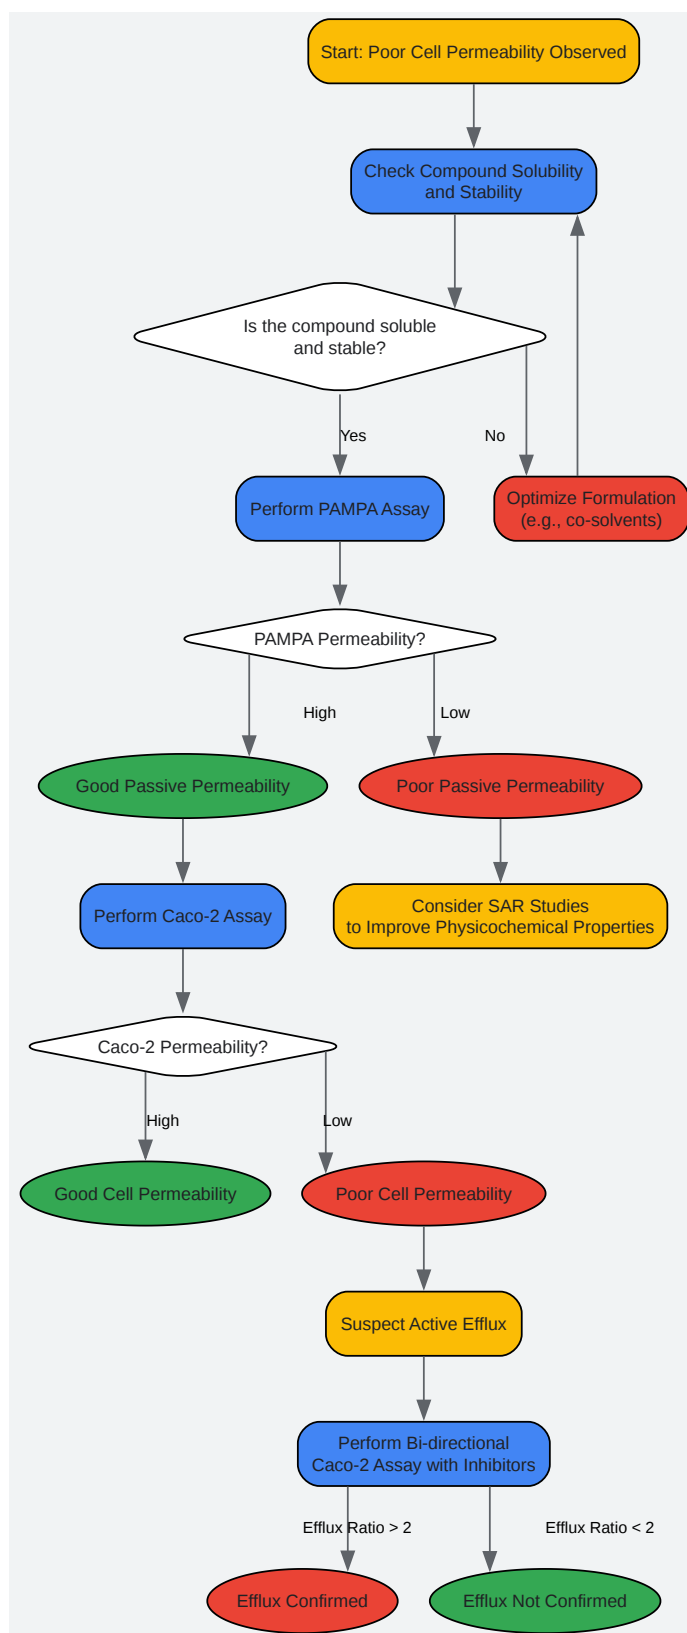 Start: Poor Cell Permeability Observed
Check Compound Solubility
and Stability
Is the compound soluble
and stable?
Yes
No
Perform PAMPA Assay
Optimize Formulation
(e.g., co-solvents)
PAMPA Permeability?
High
Low
Good Passive Permeability
Poor Passive Permeability
Perform Caco-2 Assay
Consider SAR Studies
to Improve Physicochemical Properties
Caco-2 Permeability?
High
Low
Good Cell Permeability
Poor Cell Permeability
Suspect Active Efflux
Perform Bi-directional
Caco-2 Assay with Inhibitors
Efflux Ratio > 2
Efflux Ratio < 2
Efflux Confirmed
Efflux Not Confirmed